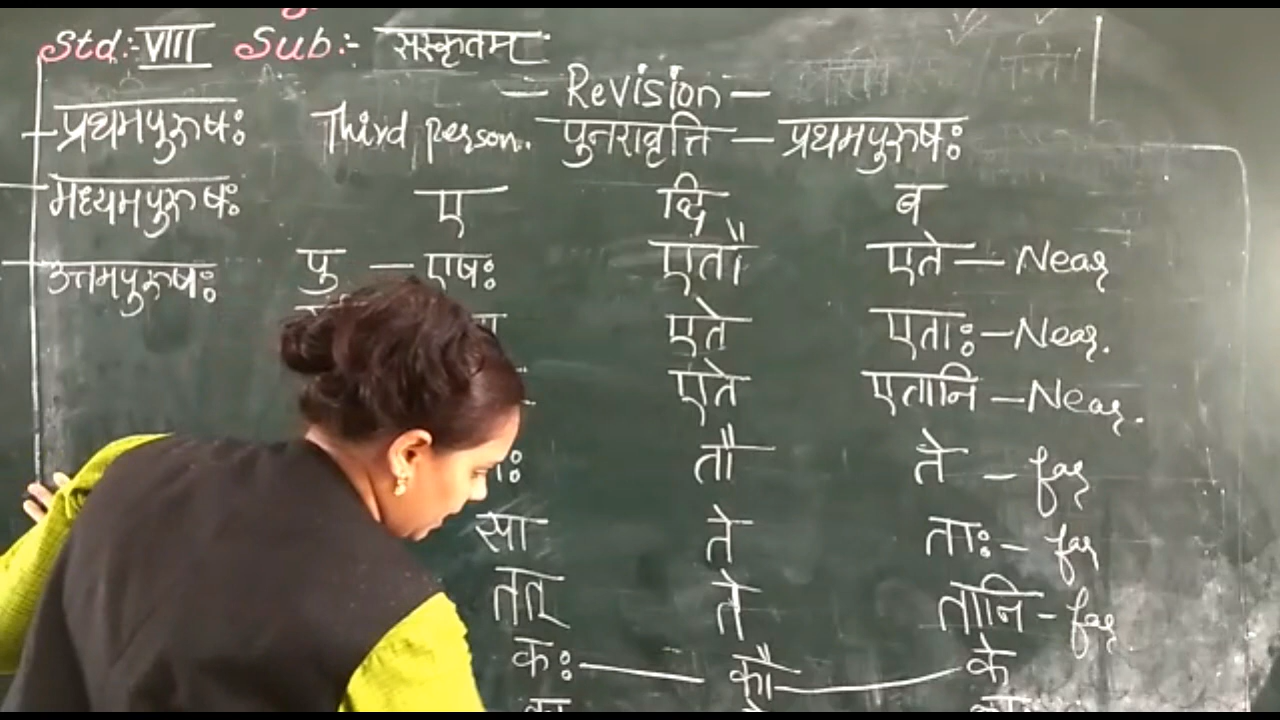 Std:- VIII Sub:- संस्कृतम्
— Revision —
प्रथमपुरुषः Third person. पुनरावृत्ति — प्रथमपुरुषः
मध्यमपुरुषः ए द्वि ब
उत्तमपुरुषः पु — एषः एतौ एते — Near
एते एताः — Near.
एते एतानि — Near.
तौ ते — far
सा ते ताः — far
तत् ते तानि — far
कः — कौ — के